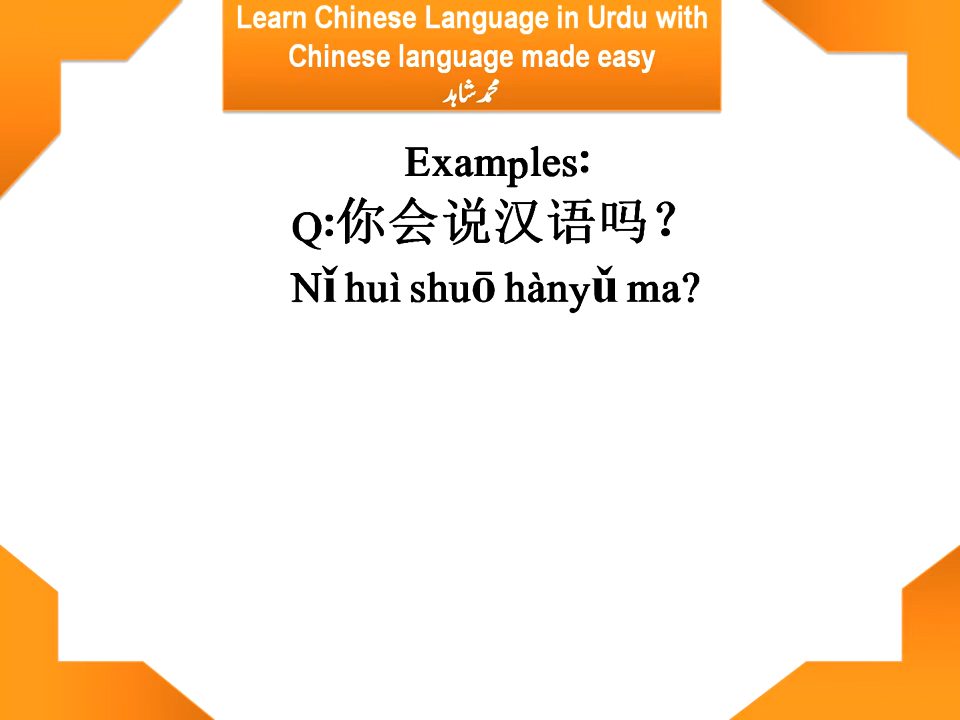 Learn Chinese Language in Urdu with
Chinese language made easy
محمد شاہد
Examples:
Q:你会说汉语吗？
Nǐ huì shuō hànyǔ ma?